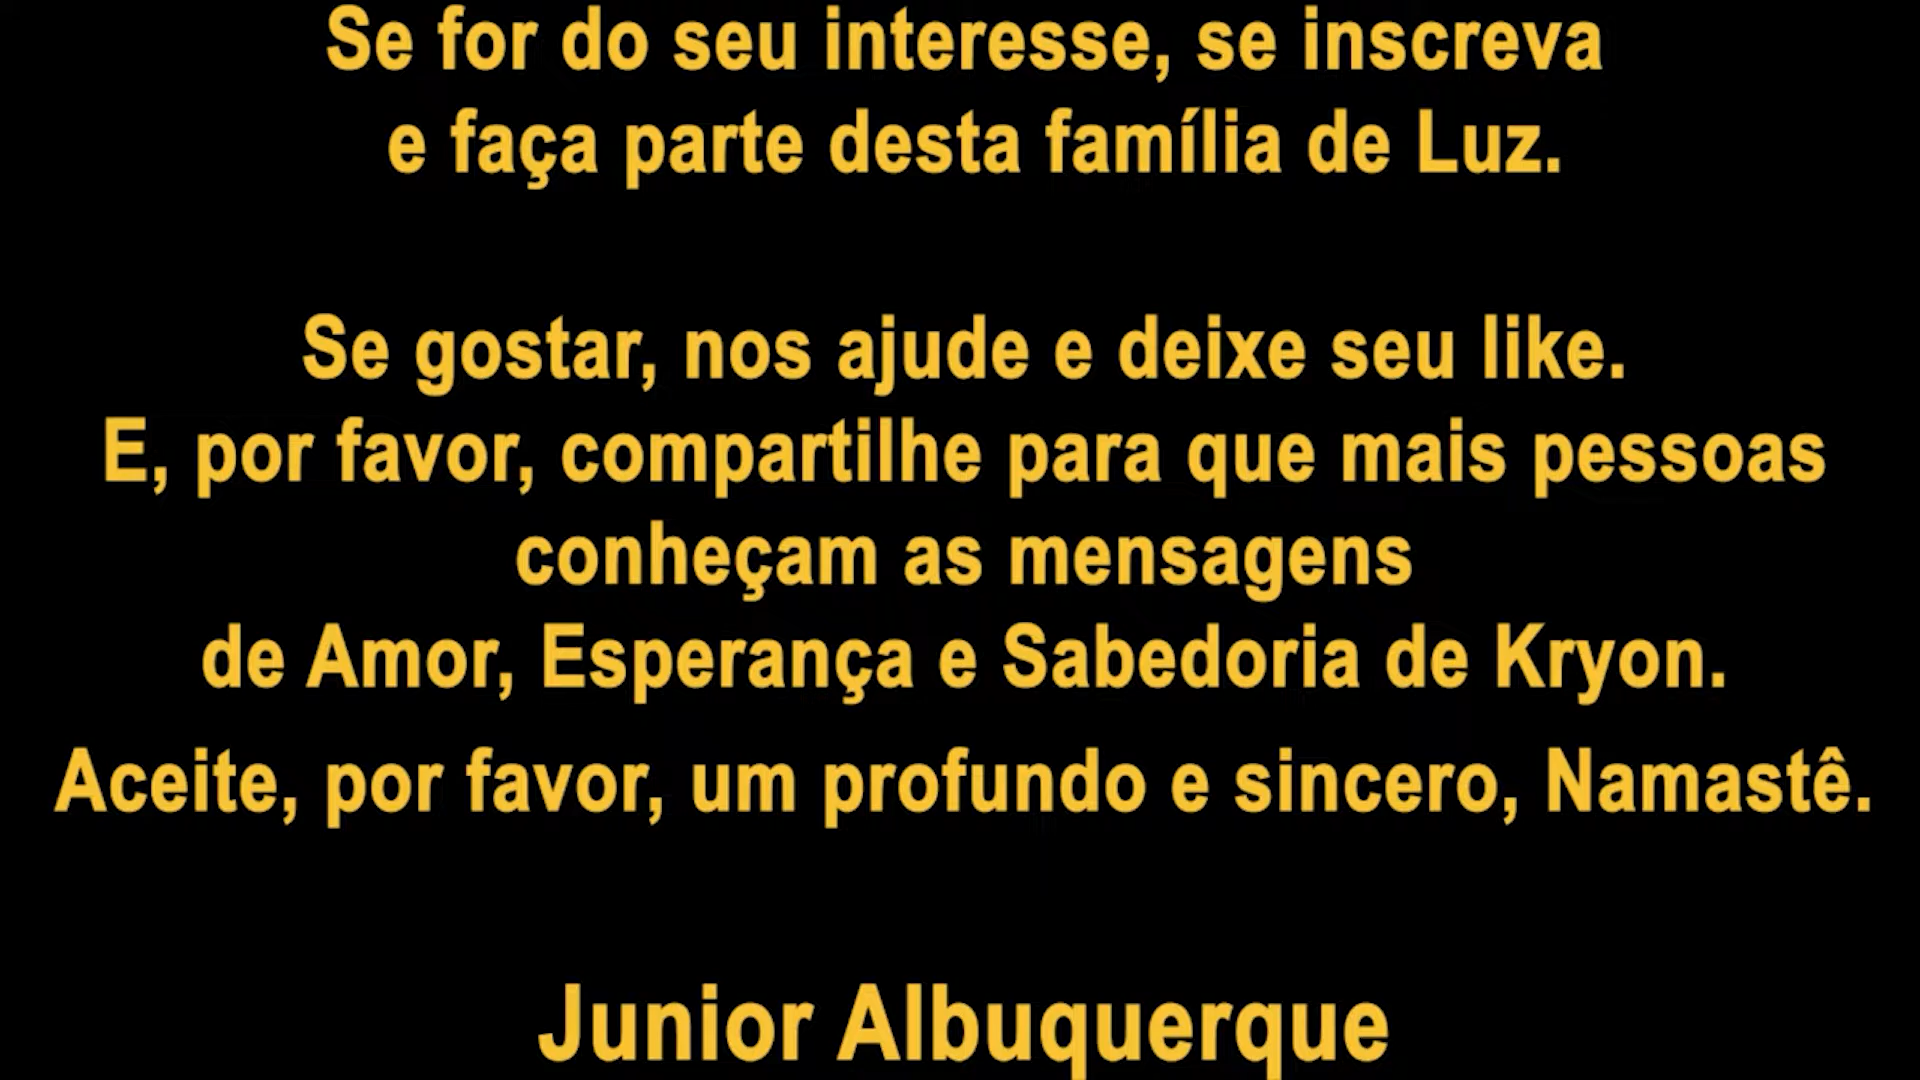 Se for do seu interesse, se inscreva
e faça parte desta família de Luz.
Se gostar, nos ajude e deixe seu like.
E, por favor, compartilhe para que mais pessoas
conheçam as mensagens
de Amor, Esperança e Sabedoria de Kryon.
Aceite, por favor, um profundo e sincero, Namastê.
Junior Albuquerque